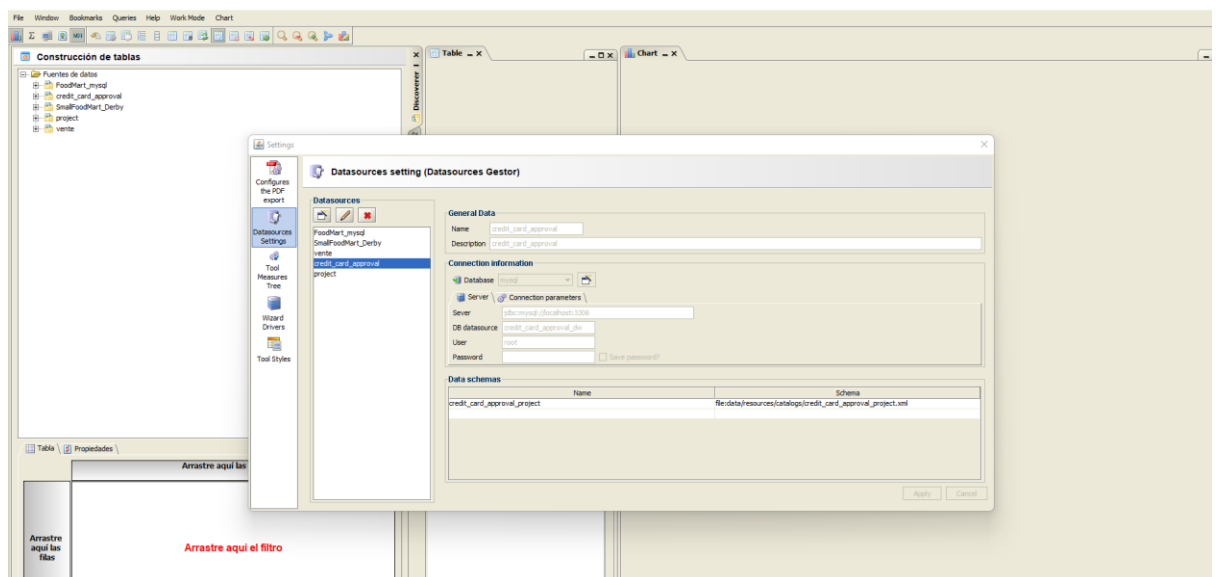 File Window Bookmarks Queries Help Work Mode Chart
MDX
Construcción de tablas
Fuentes de datos
FoodMart_mysql
credit_card_approval
SmallFoodMart_Derby
project
vente
Discoverer
Table
Chart
Settings
Configures
the PDF
export
Datasources
Settings
Tool
Measures
Tree
Wizard
Drivers
Tool Styles
Datasources setting (Datasources Gestor)
Datasources
FoodMart_mysql
SmallFoodMart_Derby
vente
credit_card_approval
project
General Data
Name credit_card_approval
Description credit_card_approval
Connection information
Database mysql
Server Connection parameters
Sever jdbc:mysql://localhost:3306
DB datasource credit_card_approval_dw
User root
Password Save password?
Data schemas
Name Schema
credit_card_approval_project file:data/resources/catalogs/credit_card_approval_project.xml
Apply Cancel
Tabla Propiedades
Arrastre aquí las
Arrastre
aquí las
filas
Arrastre aqui el filtro